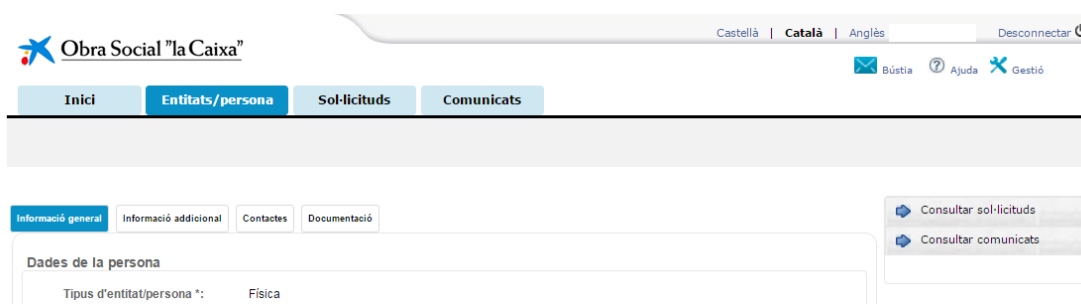 Castellà | Català | Anglès Desconnectar
Obra Social "la Caixa"
Bústia Ajuda Gestió
Inici Entitats/persona Sol·licituds Comunicats
Informació general Informació addicional Contactes Documentació
Consultar sol·licituds
Consultar comunicats
Dades de la persona
Tipus d'entitat/persona *: Física